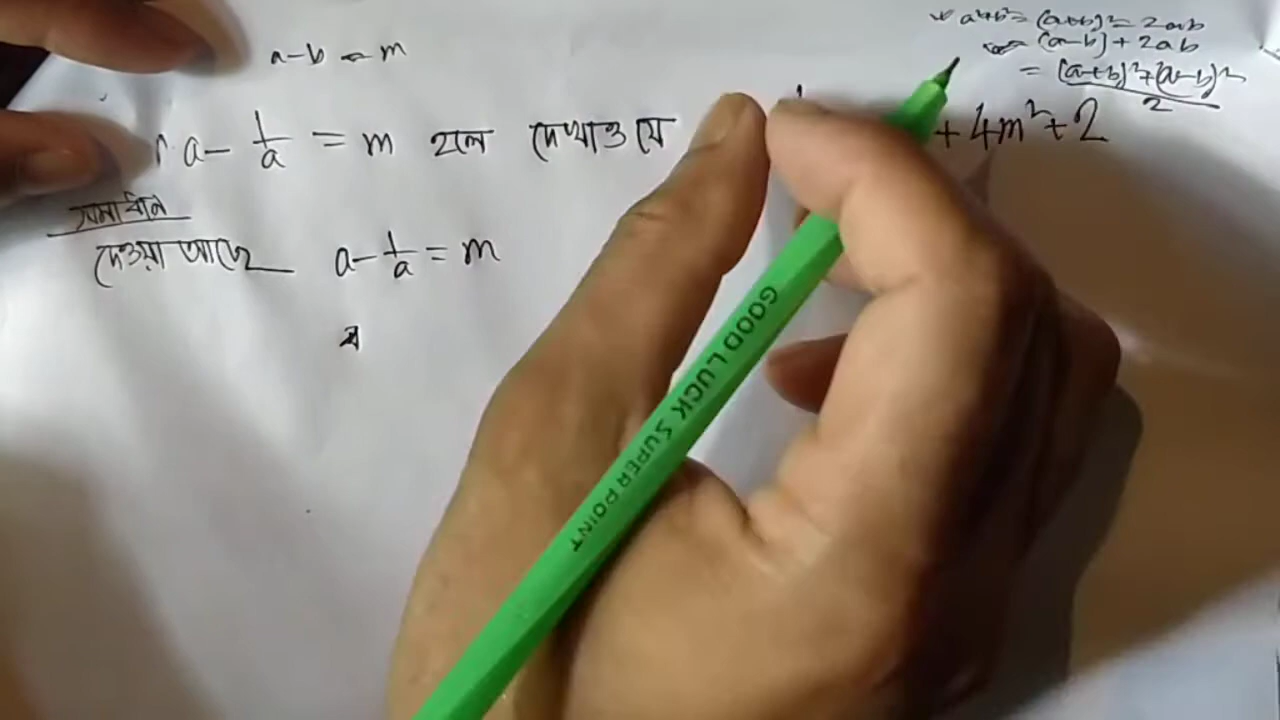 a²+b² = (a+b)² = 2ab
(a-b) + 2ab
= (a+b)²+(a-b)² / 2
a-b = m
a - 1/a = m হলে দেখাও যে + 4m²+2
সমাধান
দেওয়া আছে a - 1/a = m
GOOD LUCK SUPER POINT